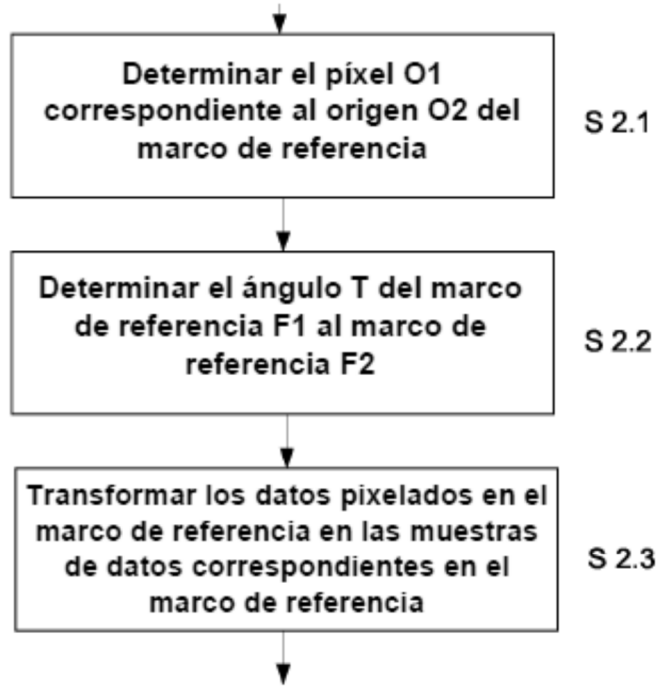 Determinar el píxel O1
correspondiente al origen O2 del
marco de referencia
S 2.1
Determinar el ángulo T del marco
de referencia F1 al marco de
referencia F2
S 2.2
Transformar los datos pixelados en el
marco de referencia en las muestras
de datos correspondientes en el
marco de referencia
S 2.3